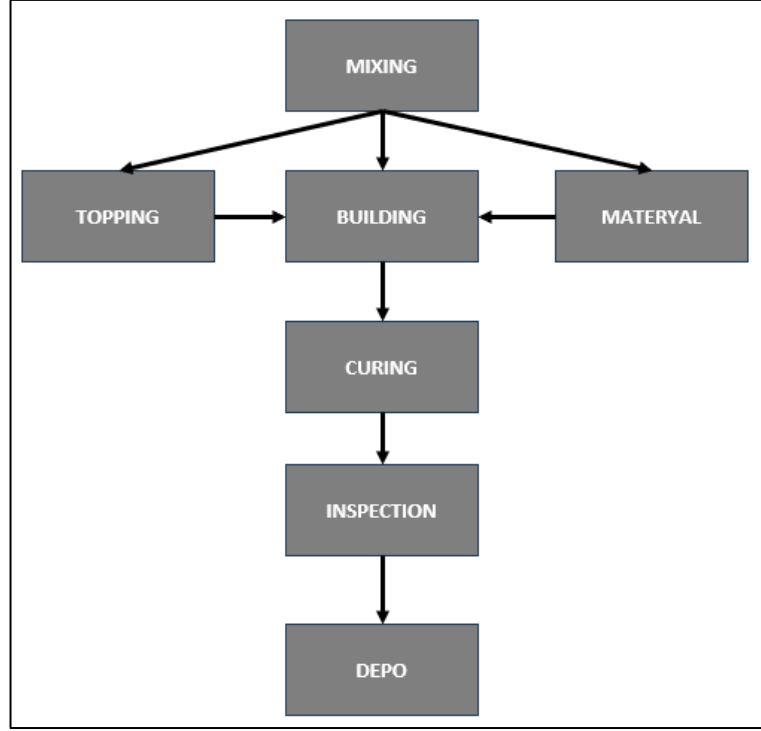 MIXING
TOPPING
BUILDING
MATERYAL
CURING
INSPECTION
DEPO